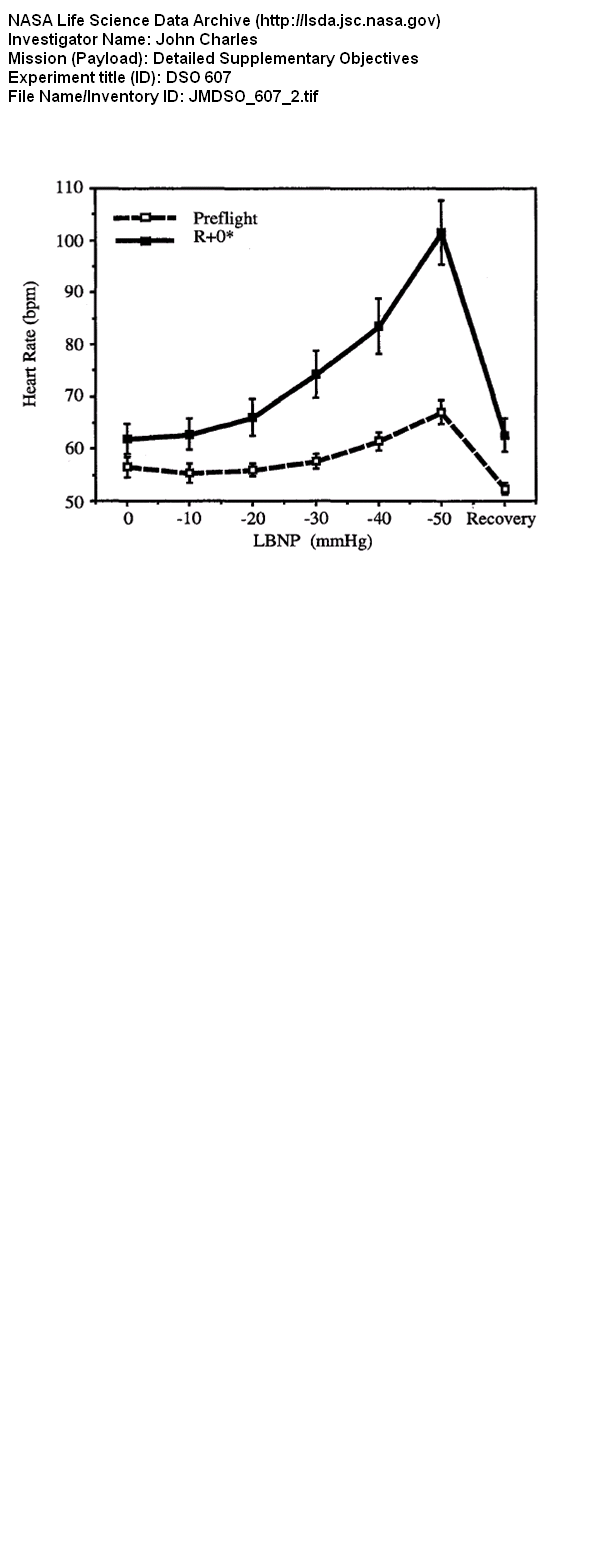 NASA Life Science Data Archive (http://lsda.jsc.nasa.gov)
Investigator Name: John Charles
Mission (Payload): Detailed Supplementary Objectives
Experiment title (ID): DSO 607
File Name/Inventory ID: JMDSO_607_2.tif
110
100
90
80
70
60
50
Heart Rate (bpm)
Preflight
R+0*
0 -10 -20 -30 -40 -50 Recovery
LBNP (mmHg)